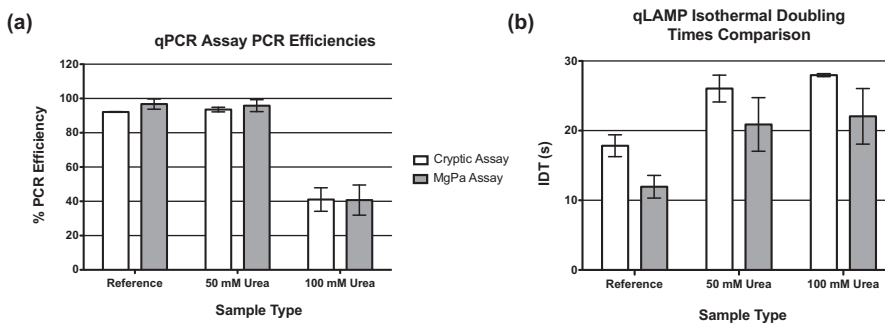 (a)
qPCR Assay PCR Efficiencies
120
100
80
60
40
20
0
% PCR Efficiency
Reference
50 mM Urea
100 mM Urea
Sample Type
Cryptic Assay
MgPa Assay
(b)
qLAMP Isothermal Doubling
Times Comparison
30
20
10
0
IDT (s)
Reference
50 mM Urea
100 mM Urea
Sample Type